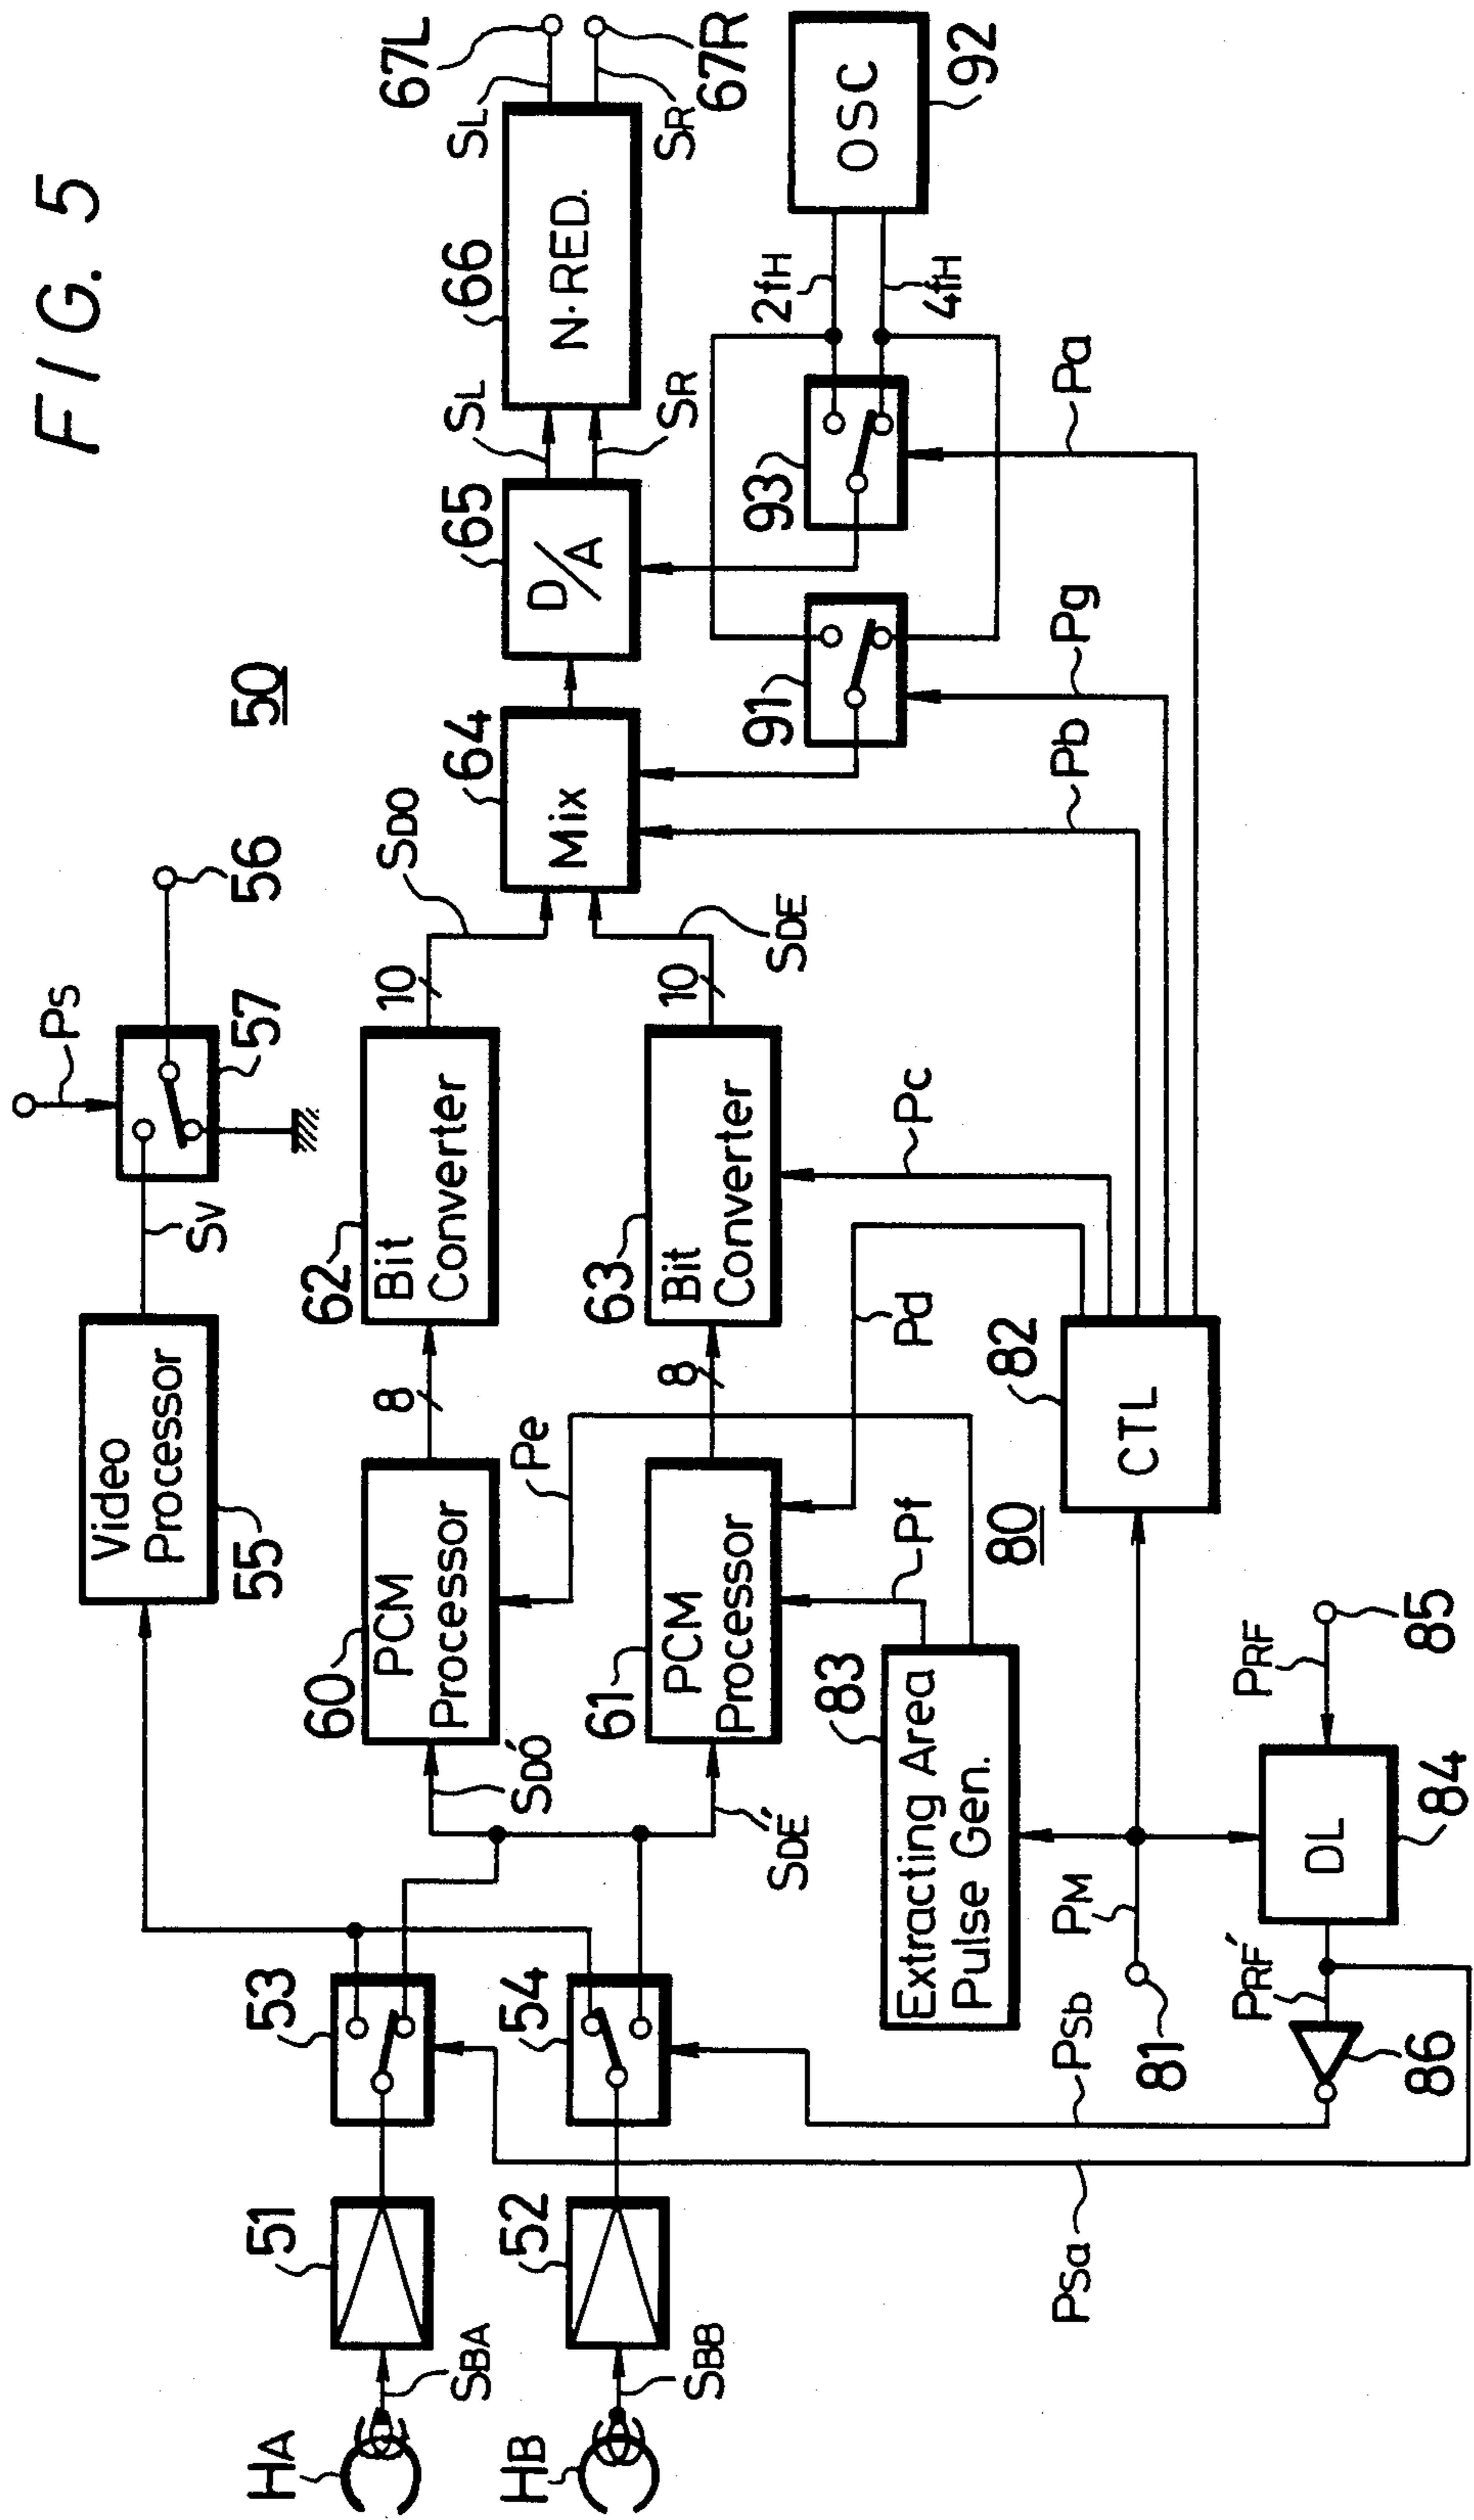 FIG. 5
50
PS
56
57
SV
Video
Processor
55
67L
SL
SR
67R
66
N·RED.
SL
SR
65
D/A
64
Mix
SDO
SDE
10
10
62
Bit
Converter
63
Bit
Converter
8
8
60
PCM
Processor
61
PCM
Processor
Pe
Pd
Pf
Pc
SDO'
SDE'
53
54
51
52
SBA
SBB
HA
HB
OSC
92
2fH
4fH
93
91
Pa
Pg
Pb
82
CTL
80
83
Extracting Area
Pulse Gen.
PM
81
PRF
85
DL
84
PRF'
86
PSb
PSa